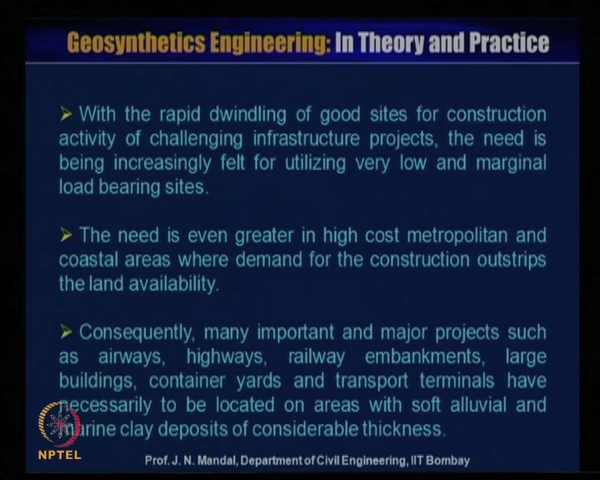 Geosynthetics Engineering: In Theory and Practice
➢ With the rapid dwindling of good sites for construction
activity of challenging infrastructure projects, the need is
being increasingly felt for utilizing very low and marginal
load bearing sites.
➢ The need is even greater in high cost metropolitan and
coastal areas where demand for the construction outstrips
the land availability.
➢ Consequently, many important and major projects such
as airways, highways, railway embankments, large
buildings, container yards and transport terminals have
necessarily to be located on areas with soft alluvial and
marine clay deposits of considerable thickness.
NPTEL
Prof. J. N. Mandal, Department of Civil Engineering, IIT Bombay